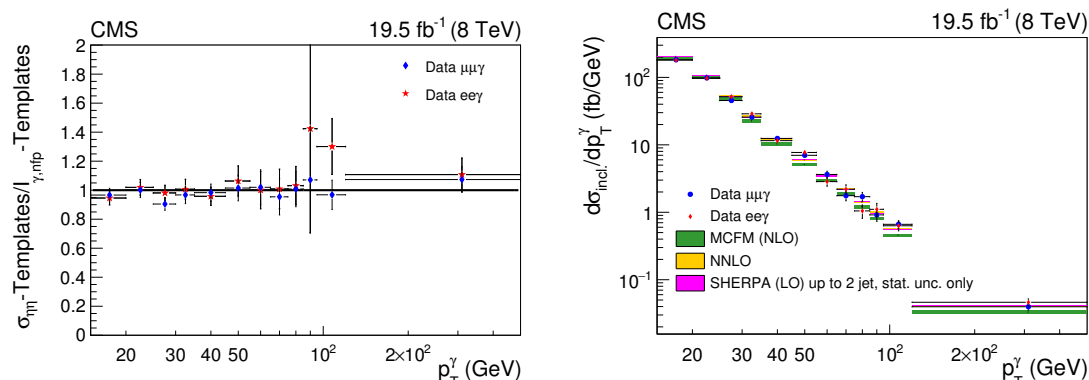 CMS
19.5 fb⁻¹ (8 TeV)
σηη-Templates/Iγ,nfp-Templates
2
1.8
1.6
1.4
1.2
1
0.8
0.6
0.4
0.2
0
Data μμγ
Data eeγ
20 30 40 50 10² 2×10²
pTγ (GeV)
CMS
19.5 fb⁻¹ (8 TeV)
dσincl/dpTγ (fb/GeV)
10²
10
1
10⁻¹
Data μμγ
Data eeγ
MCFM (NLO)
NNLO
SHERPA (LO) up to 2 jet, stat. unc. only
20 30 40 50 10² 2×10²
pTγ (GeV)